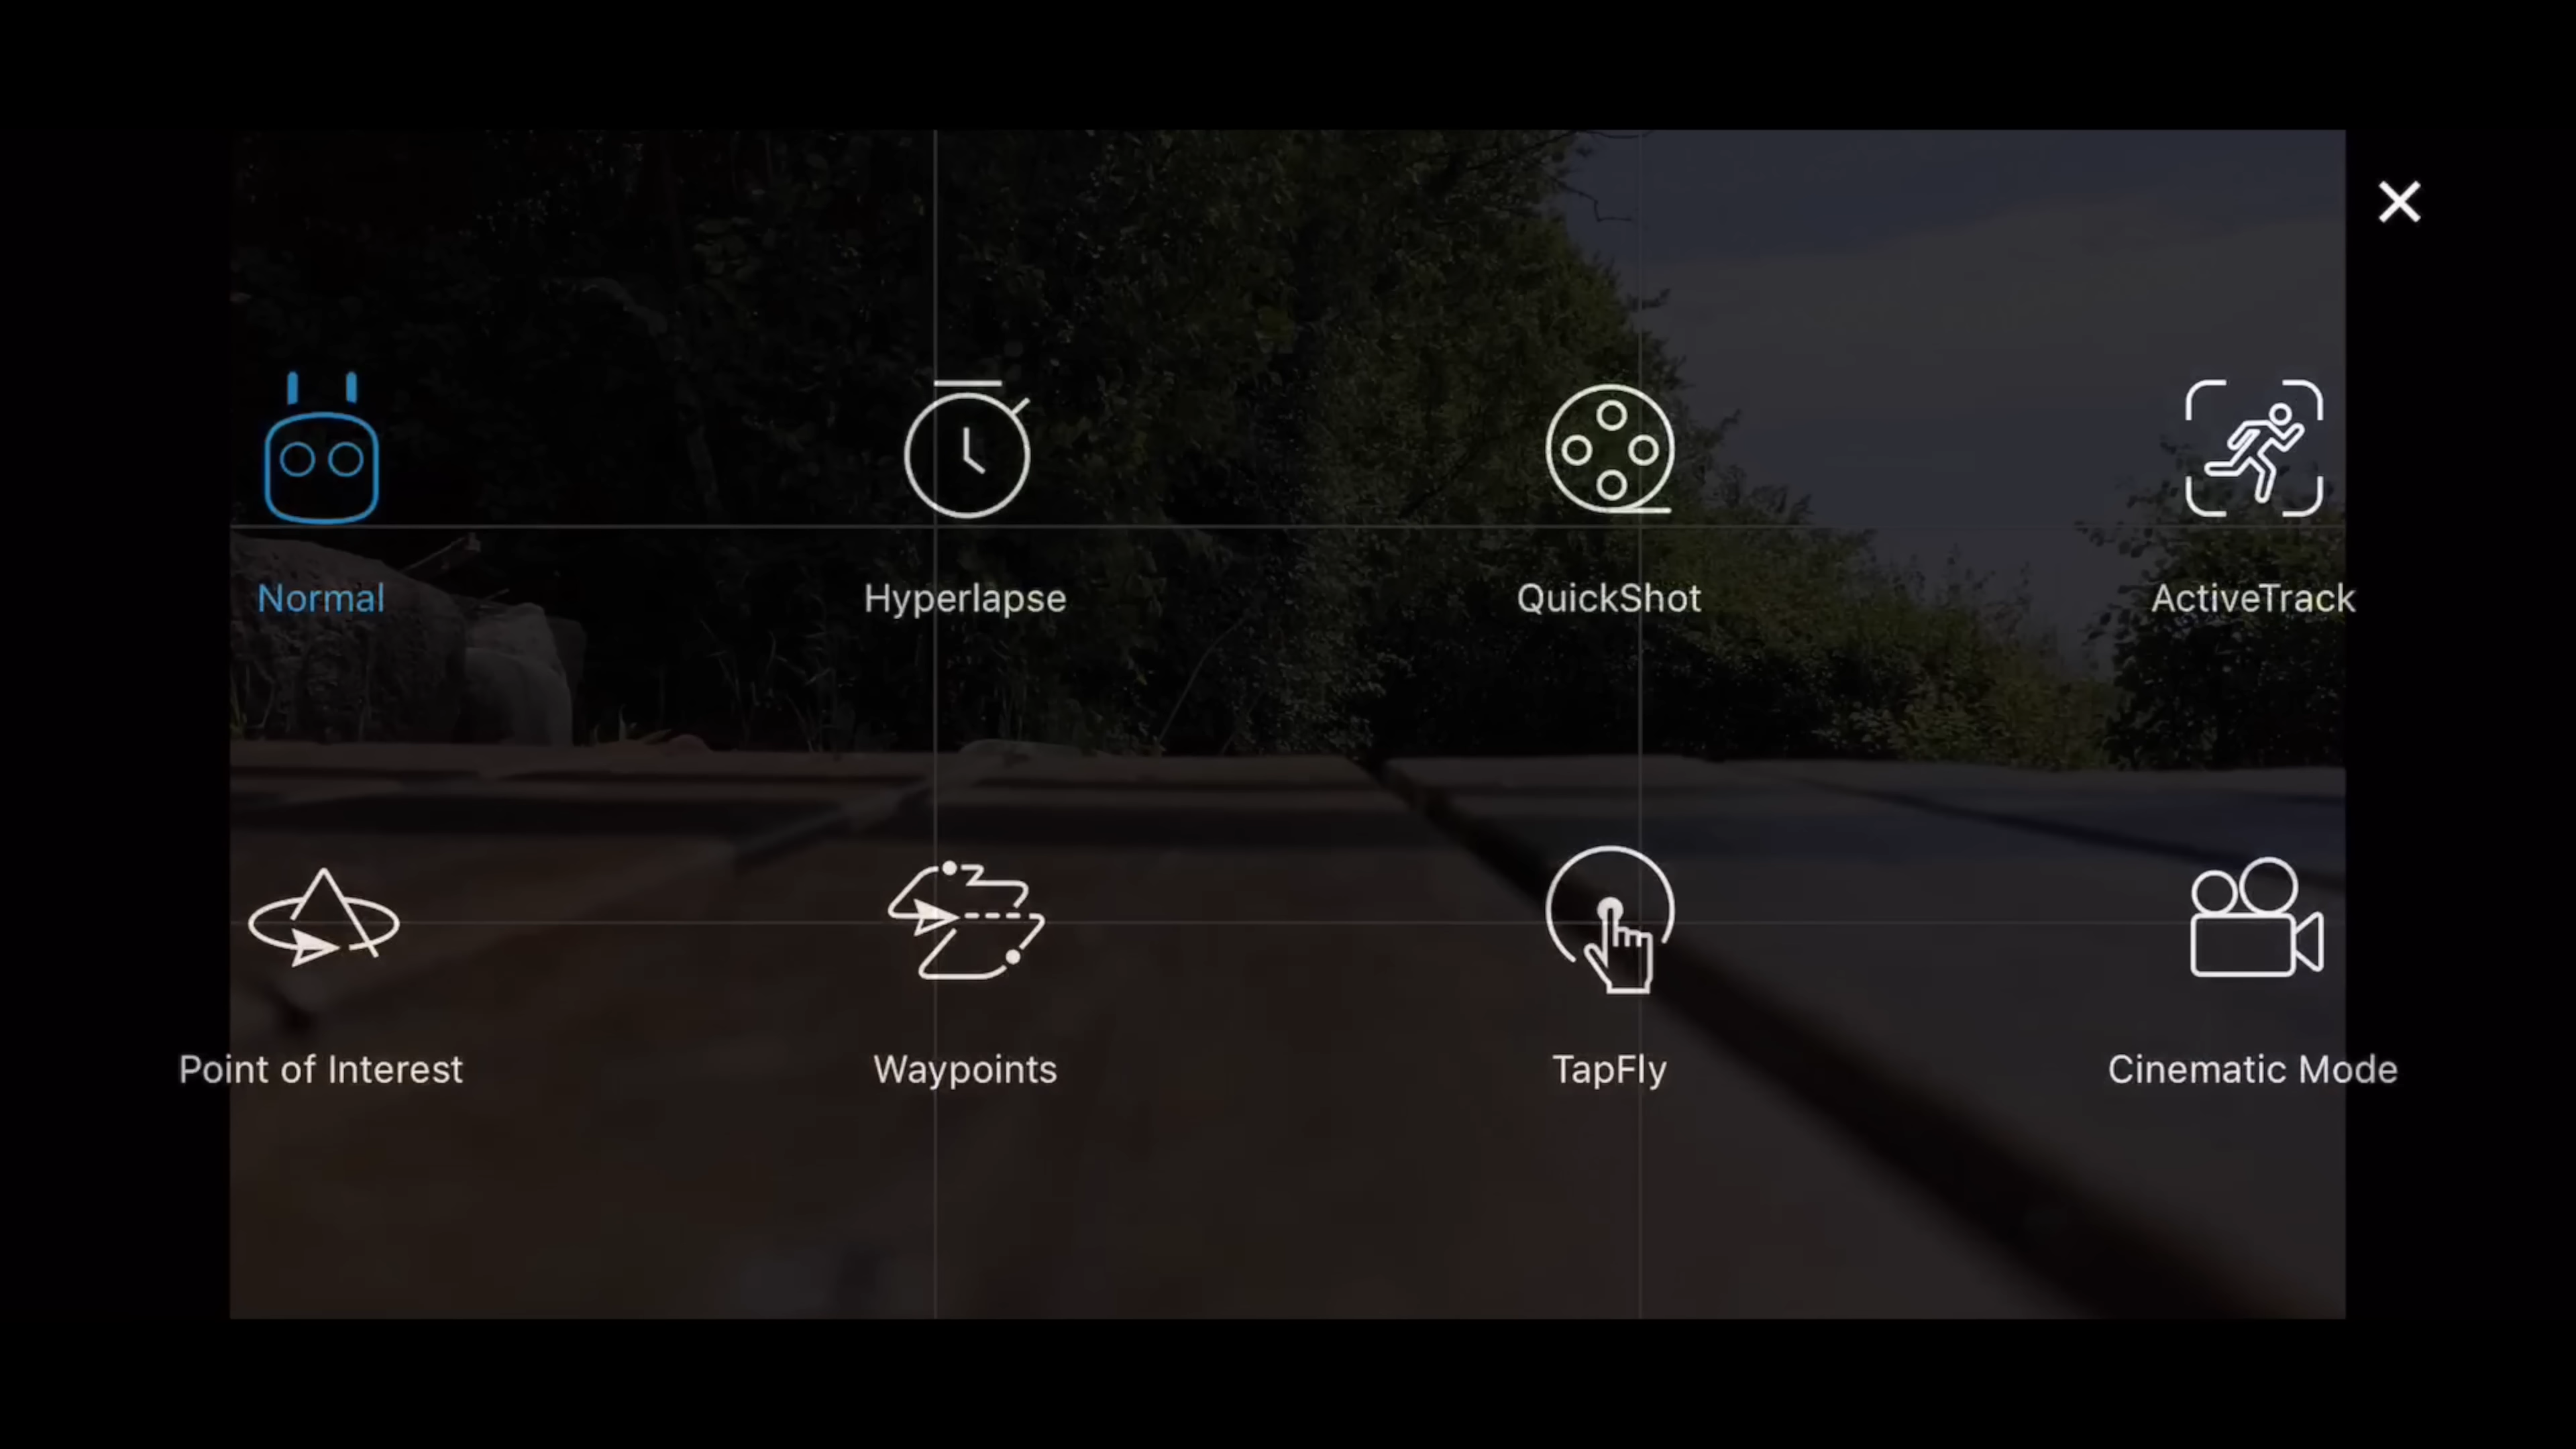 Normal
Hyperlapse
QuickShot
ActiveTrack
Point of Interest
Waypoints
TapFly
Cinematic Mode